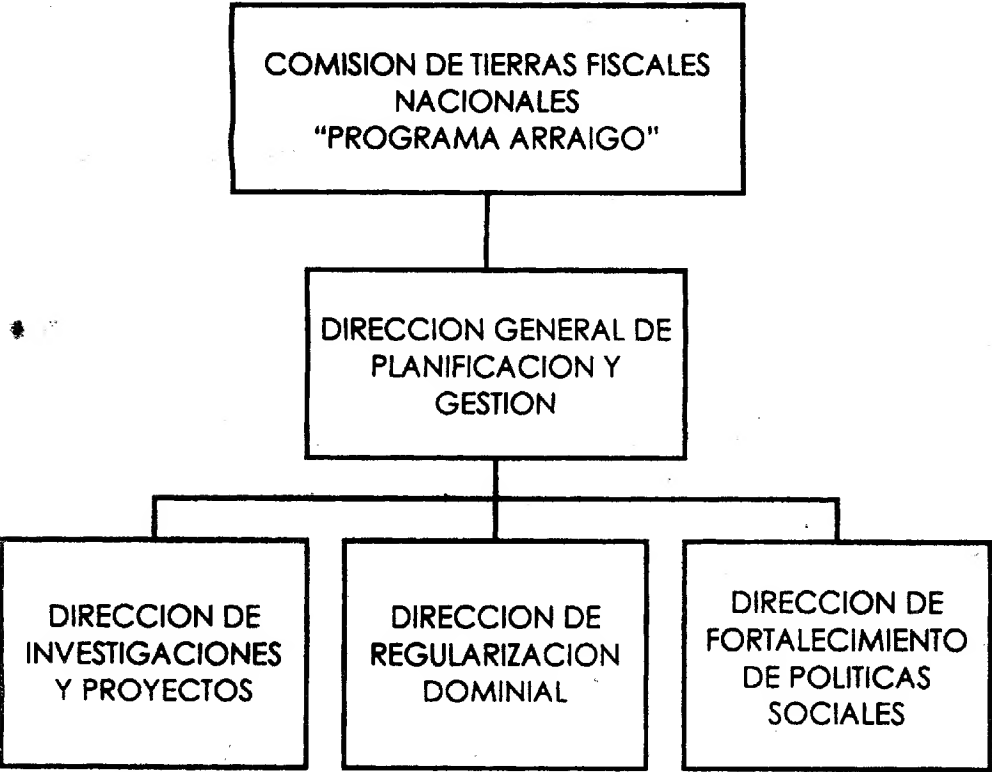 COMISION DE TIERRAS FISCALES
NACIONALES
"PROGRAMA ARRAIGO"
DIRECCION GENERAL DE
PLANIFICACION Y
GESTION
DIRECCION DE
INVESTIGACIONES
Y PROYECTOS
DIRECCION DE
REGULARIZACION
DOMINIAL
DIRECCION DE
FORTALECIMIENTO
DE POLITICAS
SOCIALES